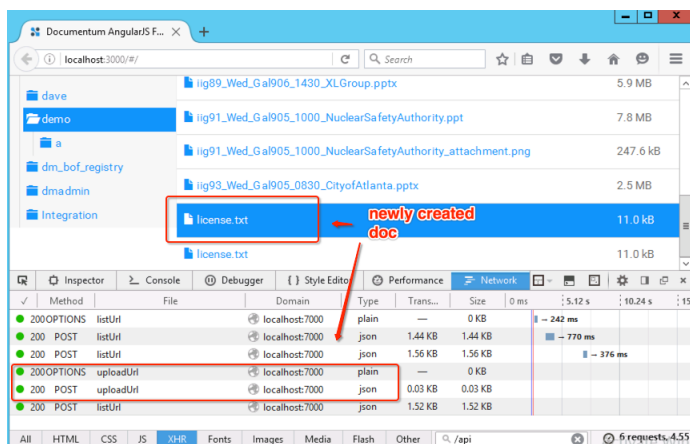 Documentum AngularJS F...
localhost:3000/#/
Search
dave
demo
a
dm_bof_registry
dmadmin
Integration
iig89_Wed_Gal906_1430_XLGroup.pptx 5.9 MB
iig91_Wed_Gal905_1000_NuclearSafetyAuthority.ppt 7.8 MB
iig91_Wed_Gal905_1000_NuclearSafetyAuthority_attachment.png 247.6 kB
iig93_Wed_Gal905_0830_CityofAtlanta.pptx 2.5 MB
license.txt 11.0 kB
newly created
doc
license.txt 11.0 kB
Inspector Console Debugger { } Style Editor Performance Network
✓ Method File Domain Type Trans... Size 0 ms 5.12 s 10.24 s 15
200 OPTIONS listUrl localhost:7000 plain — 0 KB → 242 ms
200 POST listUrl localhost:7000 json 1.44 KB 1.44 KB → 770 ms
200 POST listUrl localhost:7000 json 1.56 KB 1.56 KB → 376 ms
200 OPTIONS uploadUrl localhost:7000 plain — 0 KB
200 POST uploadUrl localhost:7000 json 0.03 KB 0.03 KB
200 POST listUrl localhost:7000 json 1.52 KB 1.52 KB
All HTML CSS JS XHR Fonts Images Media Flash Other /api 6 requests, 4.55